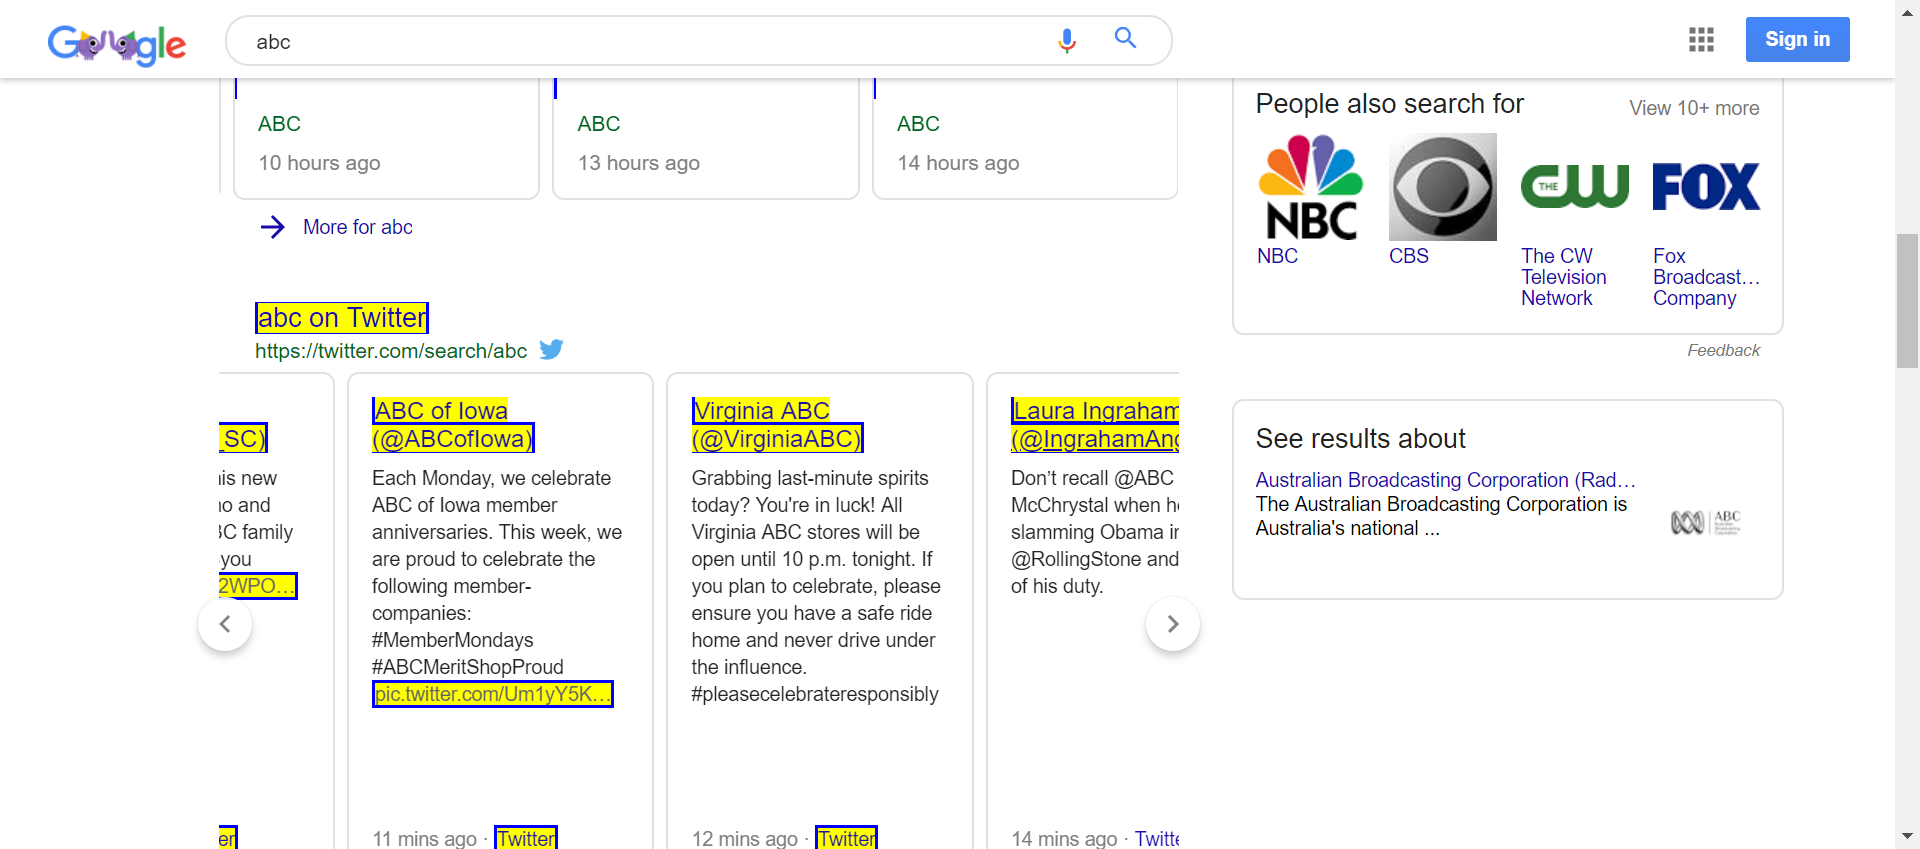 Google
abc
Sign in
ABC
10 hours ago
ABC
13 hours ago
ABC
14 hours ago
More for abc
abc on Twitter
https://twitter.com/search/abc
_SC)
BC family
you
2WPO…
ABC of Iowa
(@ABCofIowa)
Each Monday, we celebrate
ABC of Iowa member
anniversaries. This week, we
are proud to celebrate the
following member-
companies:
#MemberMondays
#ABCMeritShopProud
pic.twitter.com/Um1yY5K…
11 mins ago · Twitter
Virginia ABC
(@VirginiaABC)
Grabbing last-minute spirits
today? You're in luck! All
Virginia ABC stores will be
open until 10 p.m. tonight. If
you plan to celebrate, please
ensure you have a safe ride
home and never drive under
the influence.
#pleasecelebrateresponsibly
12 mins ago · Twitter
Laura Ingraham
(@IngrahamAng
Don’t recall @ABC
McChrystal when he
slamming Obama in
@RollingStone and
of his duty.
14 mins ago · Twitte
People also search for
View 10+ more
NBC
THE CW
FOX
NBC
CBS
The CW
Television
Network
Fox
Broadcast…
Company
Feedback
See results about
Australian Broadcasting Corporation (Rad…
The Australian Broadcasting Corporation is
Australia's national ...
ABC